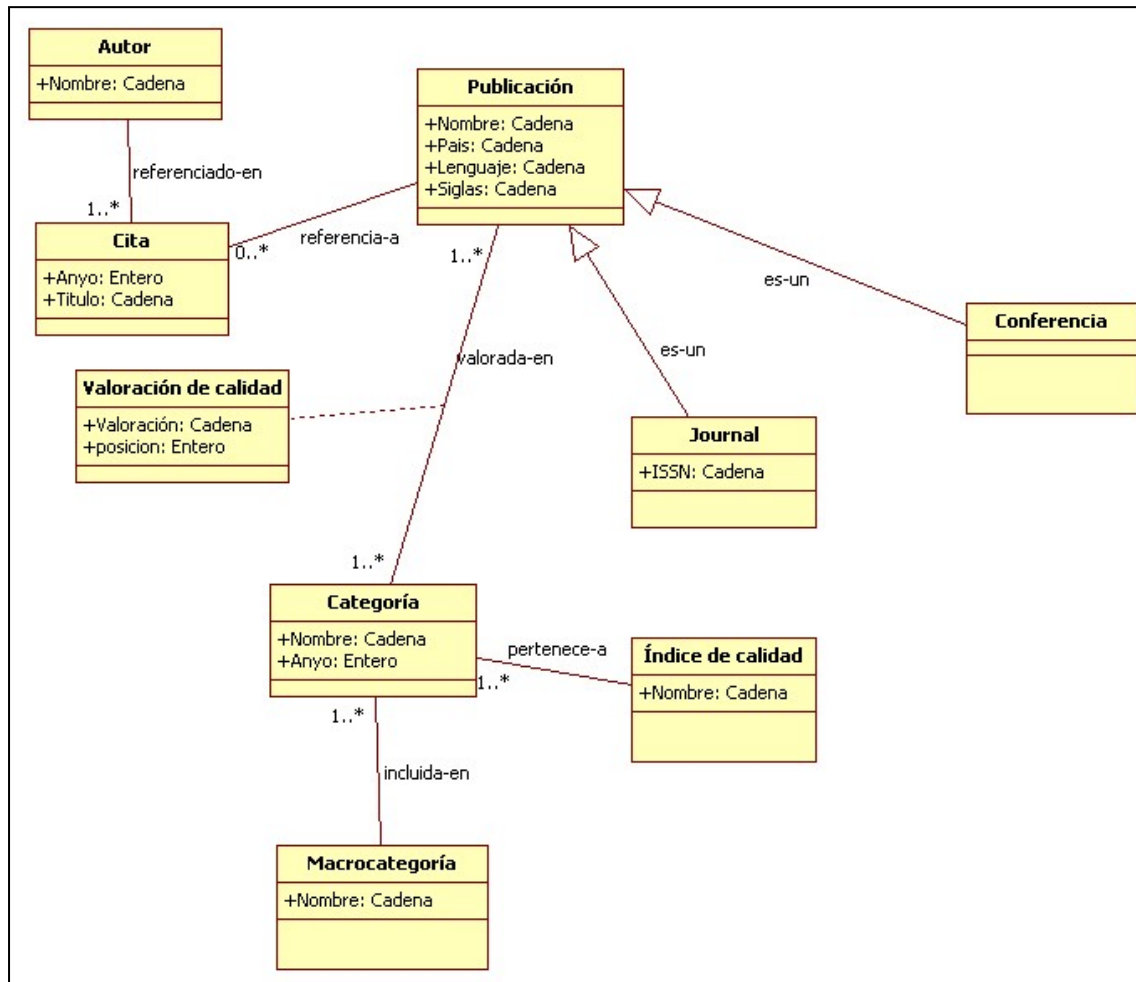 Autor
+Nombre: Cadena
referenciado-en
1..*
Cita
+Anyo: Entero
+Titulo: Cadena
0..*
referencia-a
Publicación
+Nombre: Cadena
+Pais: Cadena
+Lenguaje: Cadena
+Siglas: Cadena
1..*
valorada-en
es-un
es-un
Conferencia
Valoración de calidad
+Valoración: Cadena
+posicion: Entero
Journal
+ISSN: Cadena
1..*
Categoría
+Nombre: Cadena
+Anyo: Entero
pertenece-a
1..*
Índice de calidad
+Nombre: Cadena
1..*
incluida-en
Macrocategoría
+Nombre: Cadena